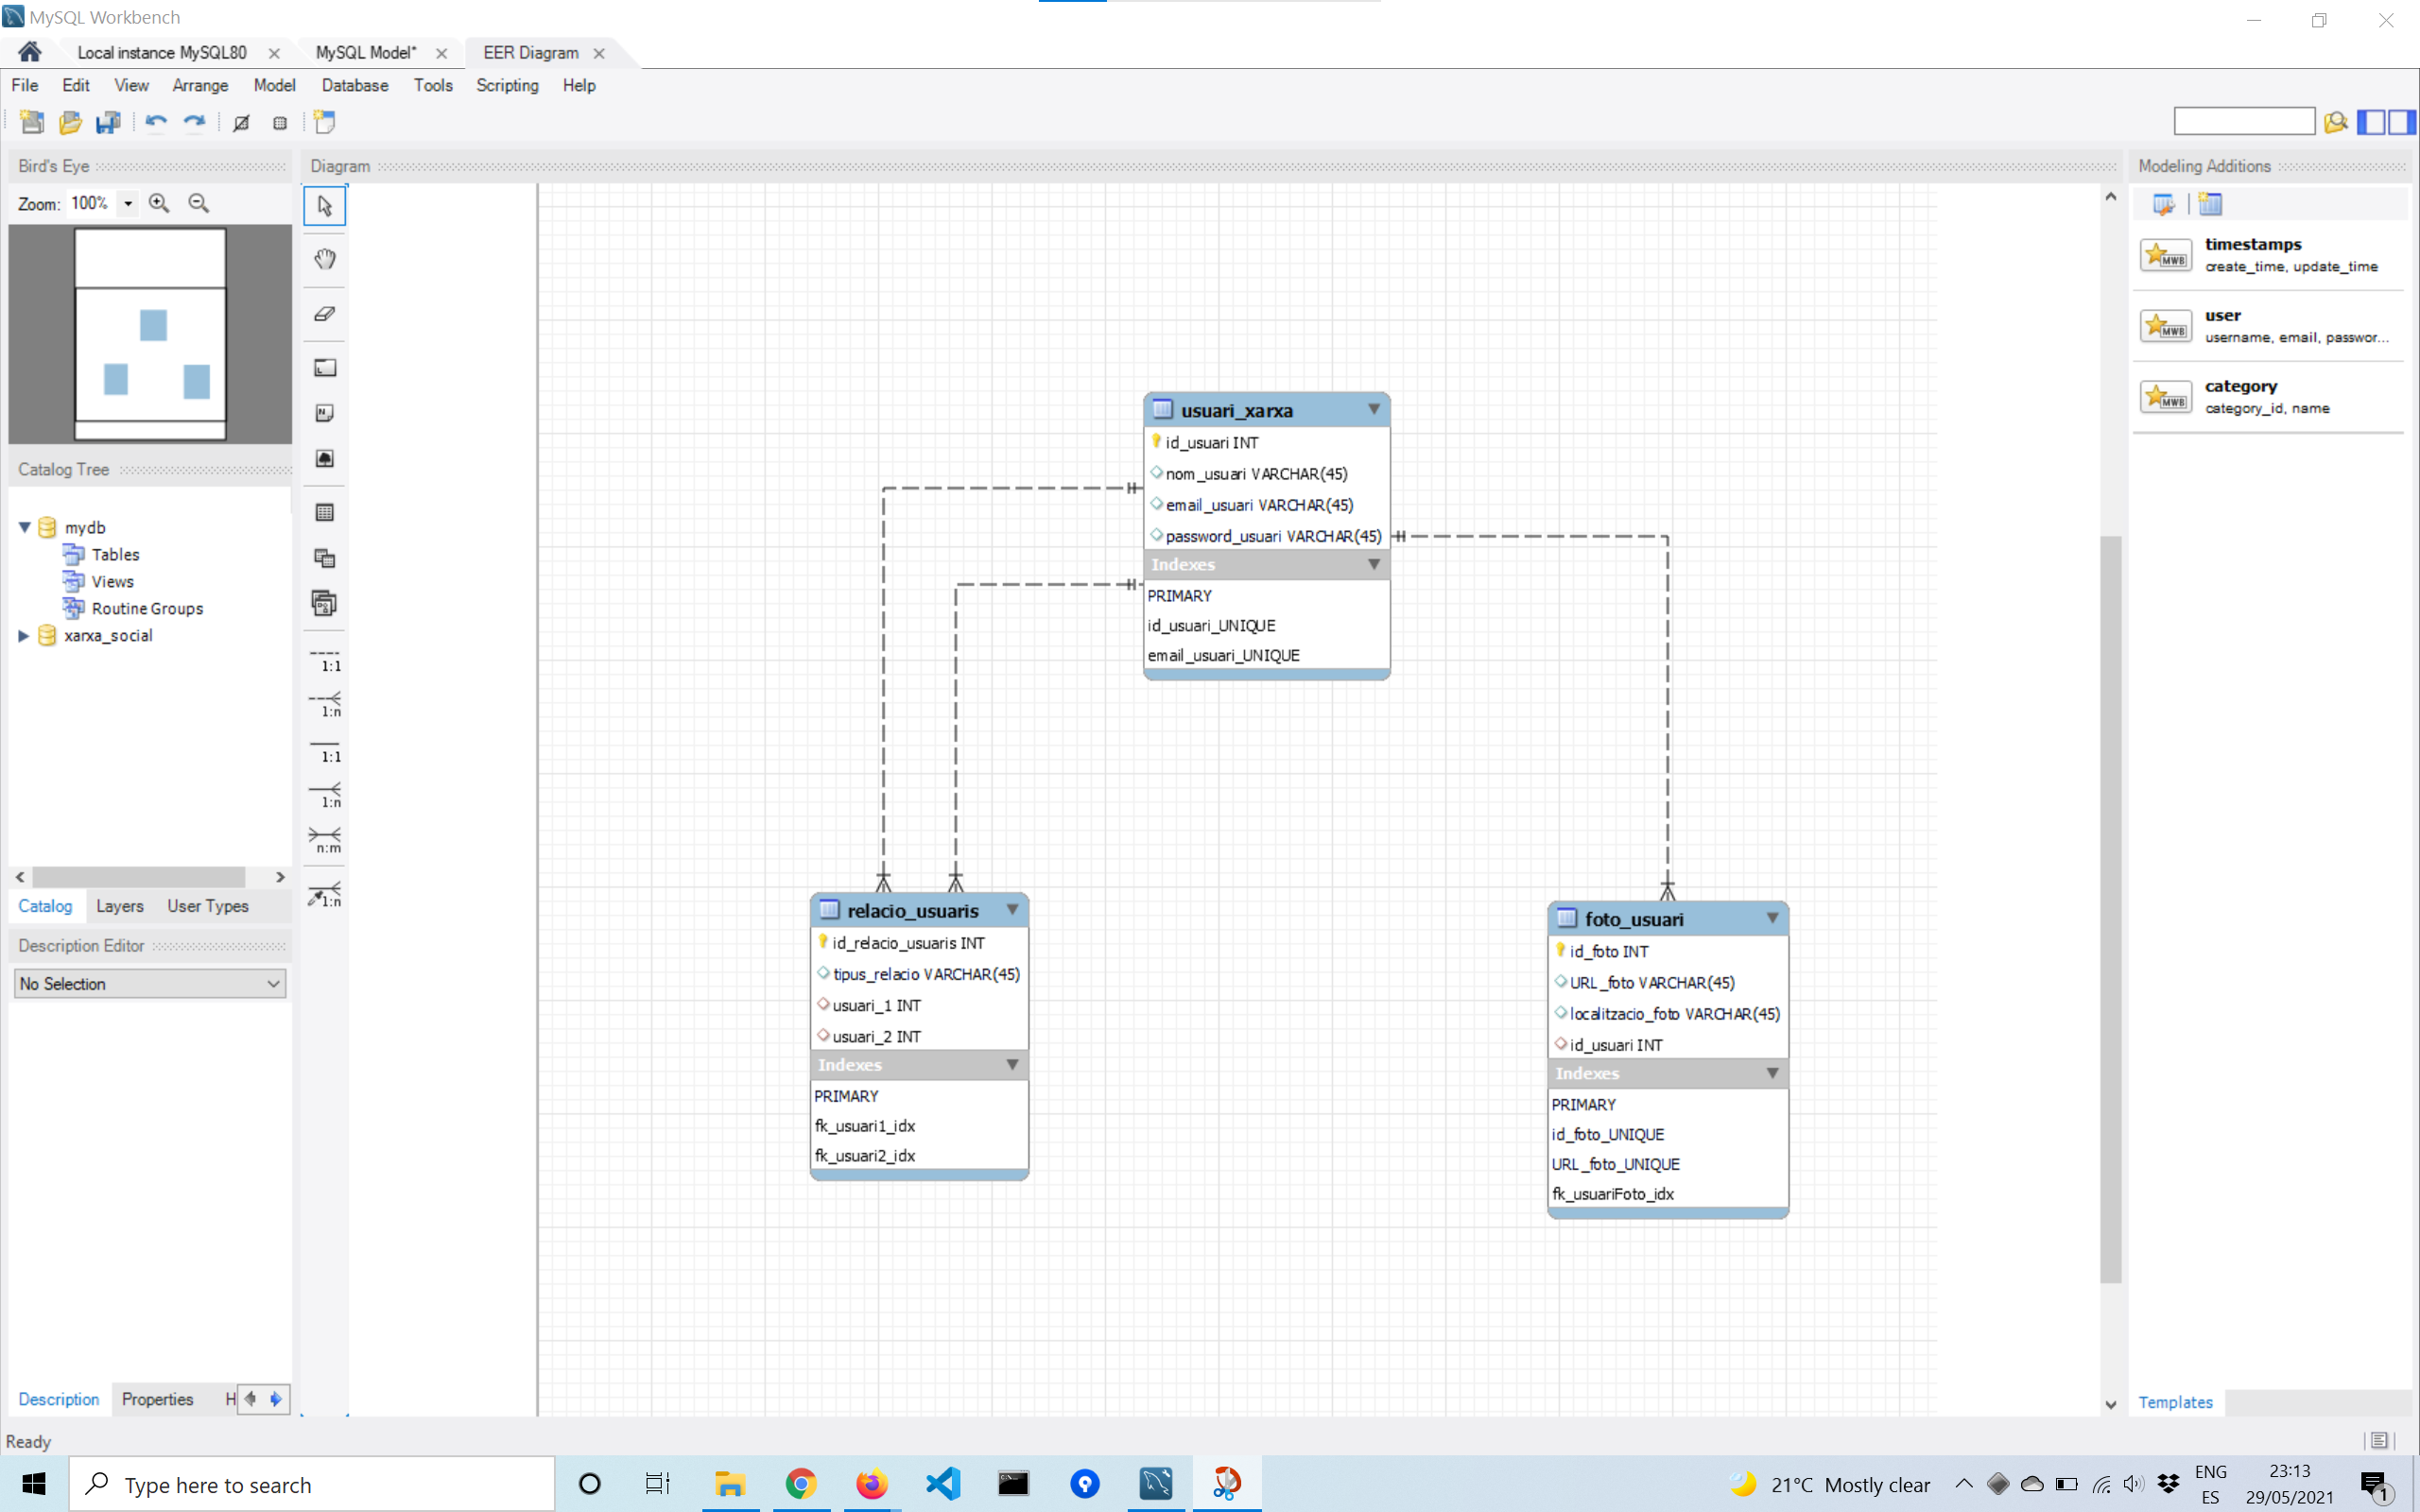 MySQL Workbench
Local instance MySQL80
MySQL Model*
EER Diagram
File Edit View Arrange Model Database Tools Scripting Help
Bird's Eye
Zoom: 100%
Catalog Tree
mydb
Tables
Views
Routine Groups
xarxa_social
Catalog Layers User Types
Description Editor
No Selection
Description Properties H
Ready
Diagram
1:1
1:n
1:1
1:n
n:m
1:n
usuari_xarxa
id_usuari INT
nom_usuari VARCHAR(45)
email_usuari VARCHAR(45)
password_usuari VARCHAR(45)
Indexes
PRIMARY
id_usuari_UNIQUE
email_usuari_UNIQUE
relacio_usuaris
id_relacio_usuaris INT
tipus_relacio VARCHAR(45)
usuari_1 INT
usuari_2 INT
Indexes
PRIMARY
fk_usuari1_idx
fk_usuari2_idx
foto_usuari
id_foto INT
URL_foto VARCHAR(45)
localitzacio_foto VARCHAR(45)
id_usuari INT
Indexes
PRIMARY
id_foto_UNIQUE
URL_foto_UNIQUE
fk_usuariFoto_idx
Modeling Additions
MWB
timestamps
create_time, update_time
MWB
user
username, email, passwor...
MWB
category
category_id, name
Templates
Type here to search
21°C Mostly clear
ENG
ES
23:13
29/05/2021
1